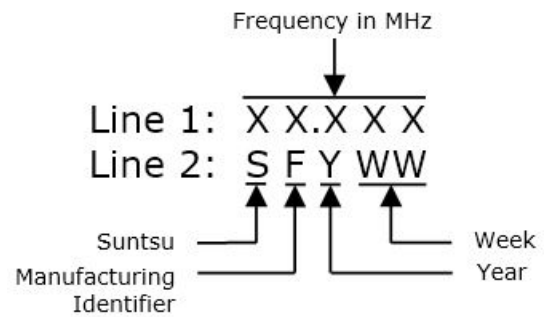 Frequency in MHz
Line 1: X X.X X X
Line 2: S F Y WW
Suntsu
Week
Manufacturing
Identifier
Year